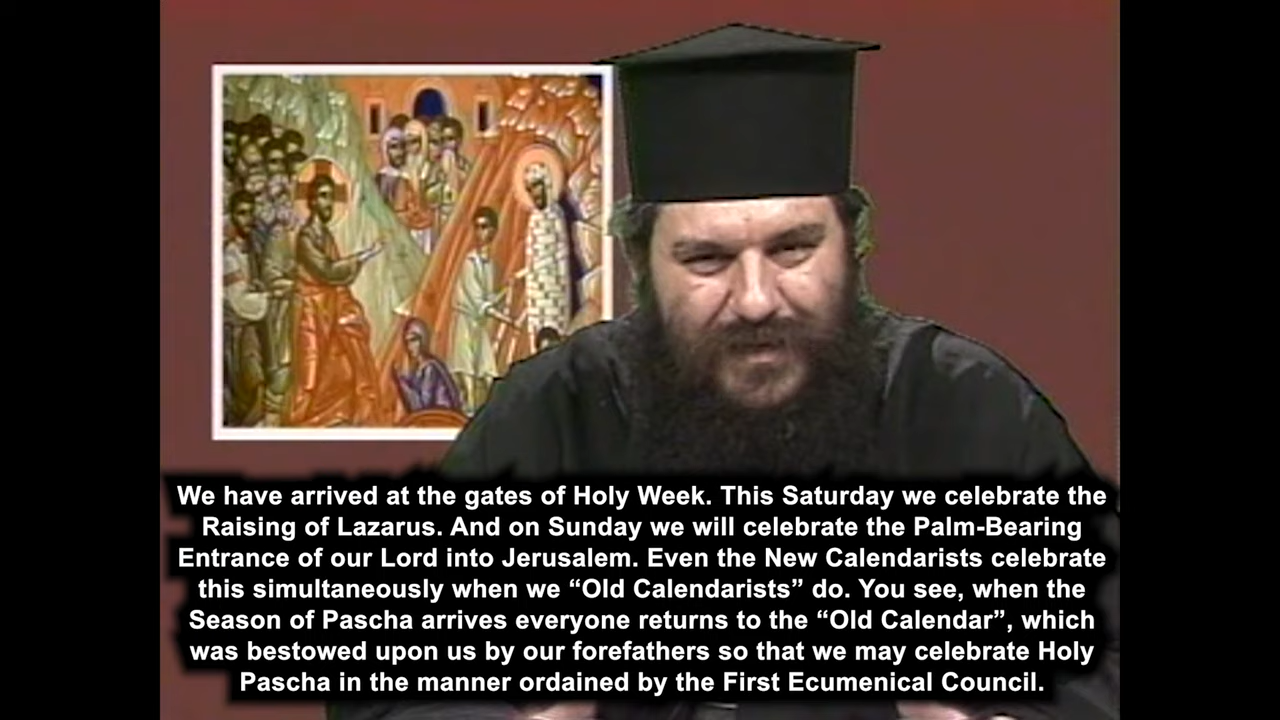 We have arrived at the gates of Holy Week. This Saturday we celebrate the
Raising of Lazarus. And on Sunday we will celebrate the Palm-Bearing
Entrance of our Lord into Jerusalem. Even the New Calendarists celebrate
this simultaneously when we “Old Calendarists” do. You see, when the
Season of Pascha arrives everyone returns to the “Old Calendar”, which
was bestowed upon us by our forefathers so that we may celebrate Holy
Pascha in the manner ordained by the First Ecumenical Council.